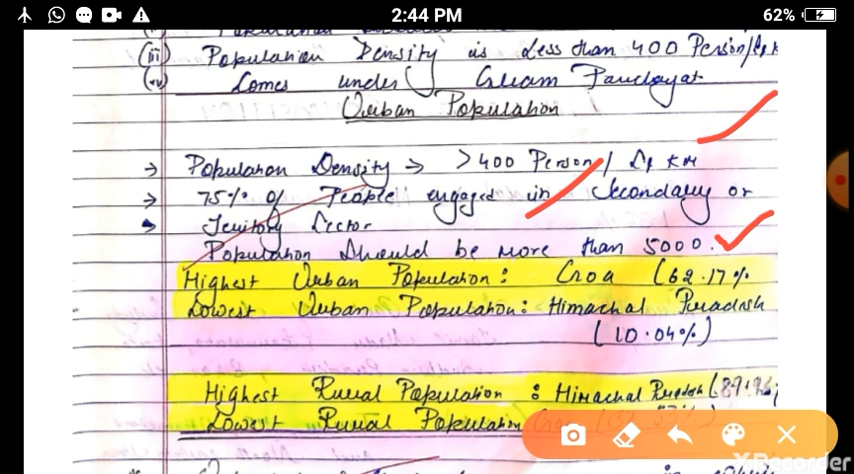 2:44 PM
62%
(iii) Population Density is Less than 400 Person/Sq K
(iv) Comes under Gram Panchayat
Urban Population
→ Population Density → >400 Person / Sq KM
→ 75% of People engaged in Secondary or
→ Teritory Sector
Population Should be more than 5000.
Highest Urban Population : Goa (62.17%
Lowest Urban Population : Himachal Pradesh
(10.04%)
Highest Rural Population : Himachal Pradesh (89.96
Lowest Rural Population
XRecorder